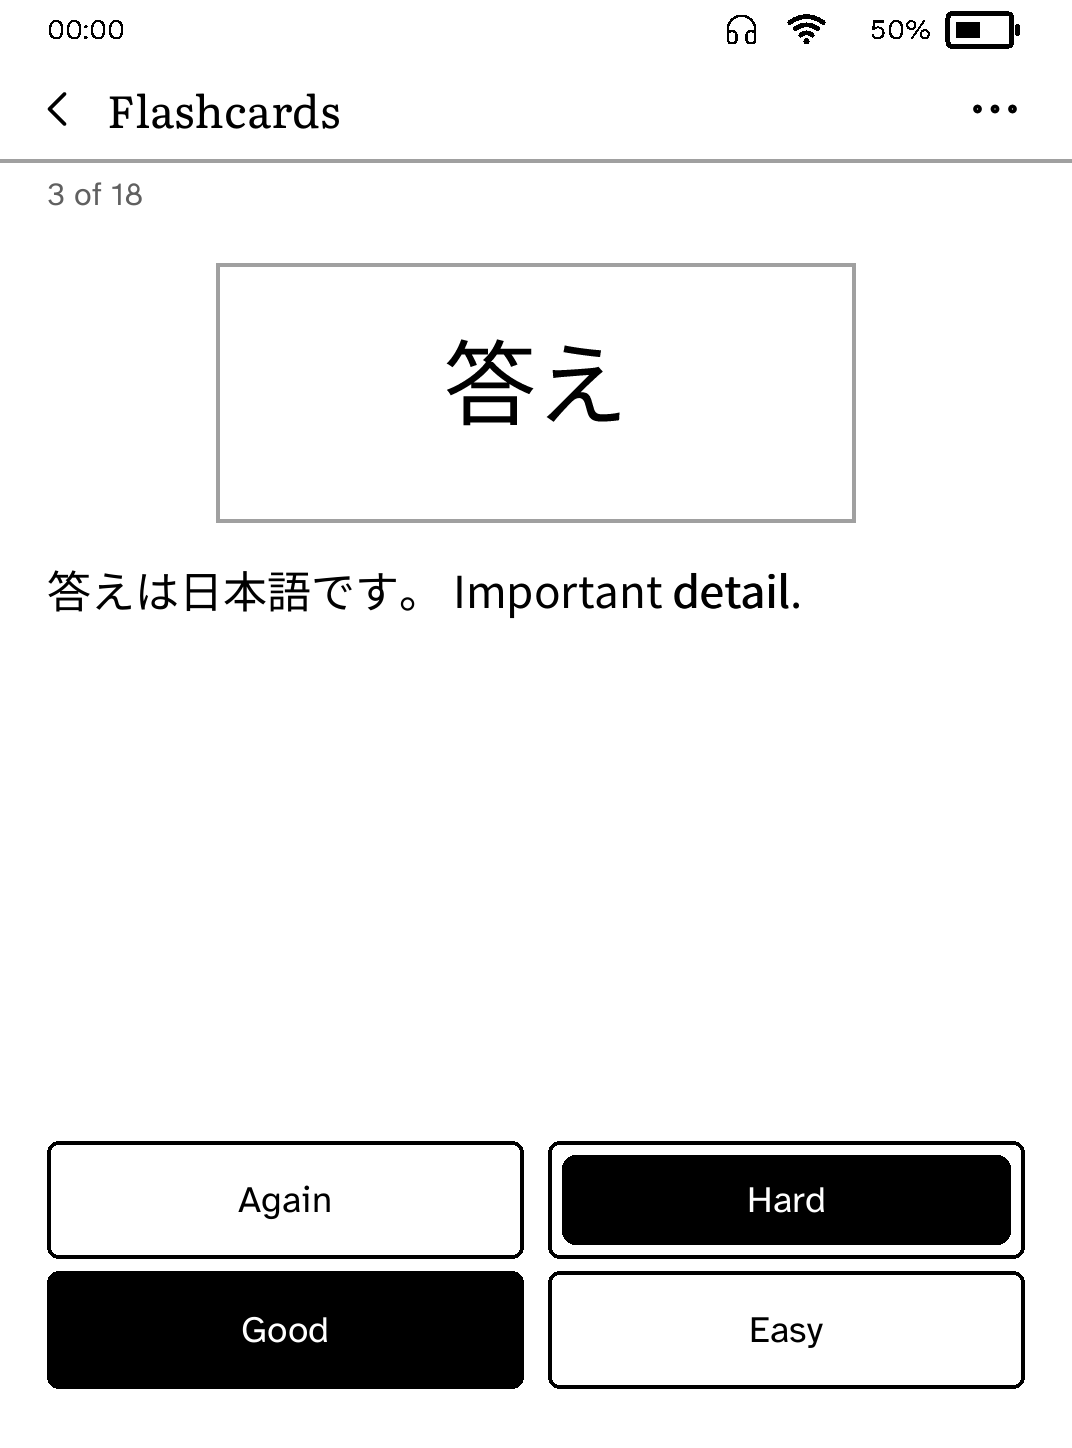 00:00 50%
Flashcards
3 of 18
答え
答えは日本語です。 Important detail.
Again Hard
Good Easy